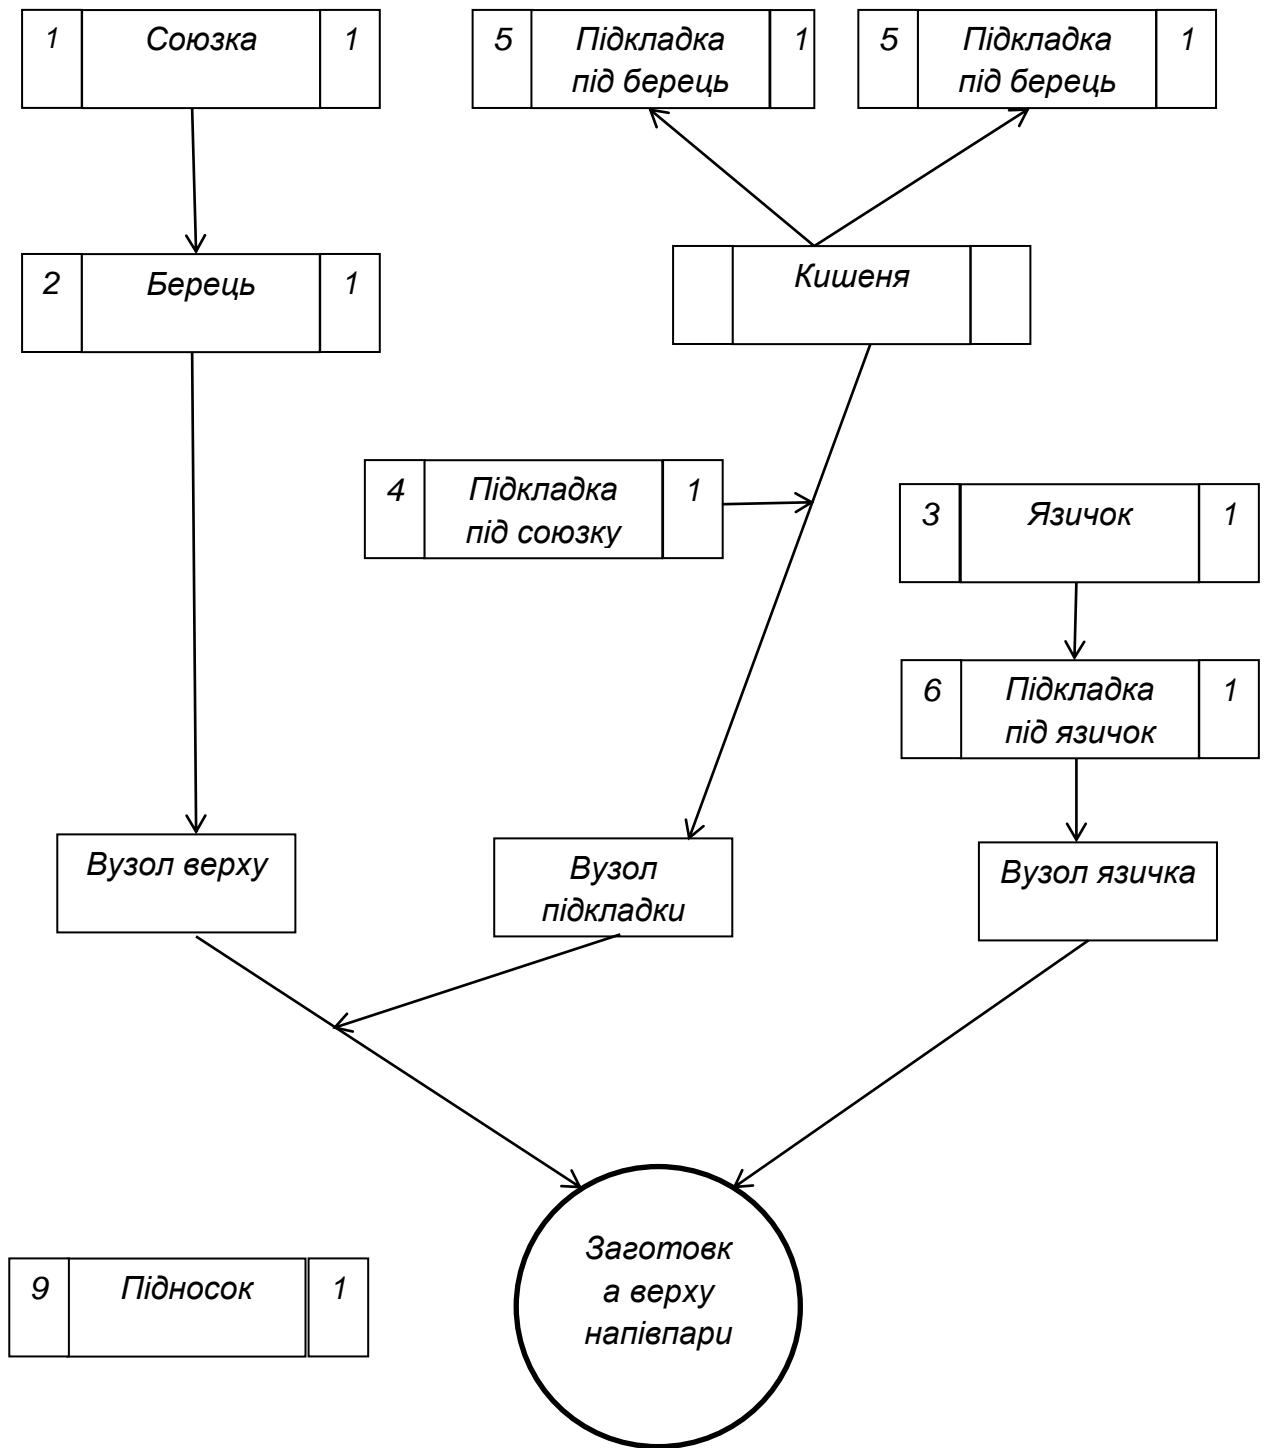 1 Союзка 1
5 Підкладка 1
під берець
5 Підкладка 1
під берець
2 Берець 1
Кишеня
4 Підкладка 1
під союзку
3 Язичок 1
6 Підкладка 1
під язичок
Вузол верху
Вузол
підкладки
Вузол язичка
Заготовк
а верху
напівпари
9 Підносок 1